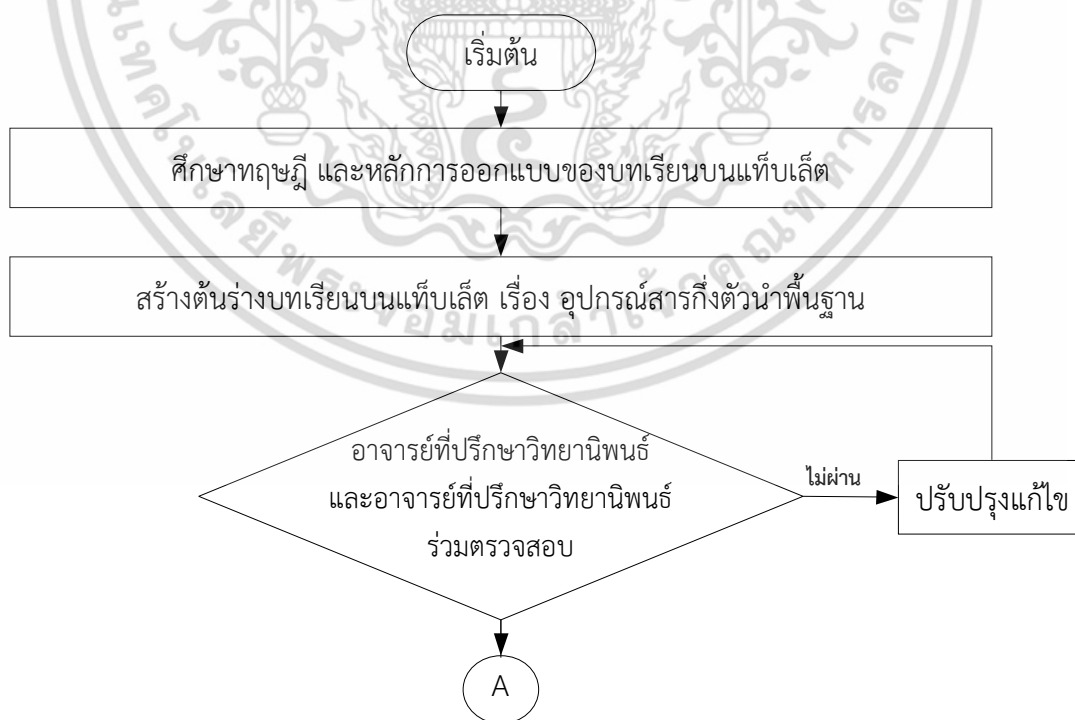 เริ่มต้น
ศึกษาทฤษฎี และหลักการออกแบบของบทเรียนบนแท็บเล็ต
สร้างต้นร่างบทเรียนบนแท็บเล็ต เรื่อง อุปกรณ์สารกึ่งตัวนำพื้นฐาน
อาจารย์ที่ปรึกษาวิทยานิพนธ์
และอาจารย์ที่ปรึกษาวิทยานิพนธ์
ร่วมตรวจสอบ
ไม่ผ่าน
ปรับปรุงแก้ไข
A